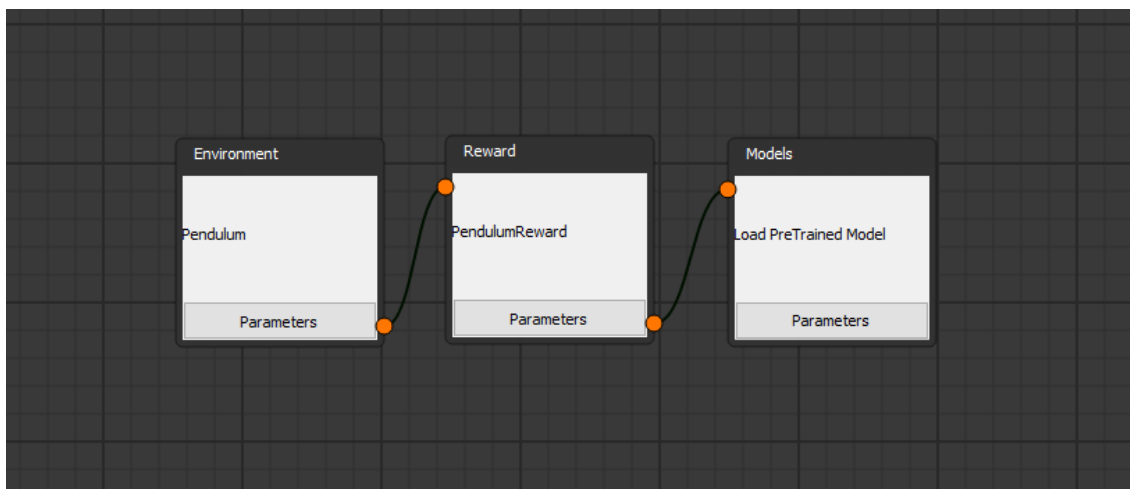 Environment
Pendulum
Parameters
Reward
PendulumReward
Parameters
Models
Load PreTrained Model
Parameters